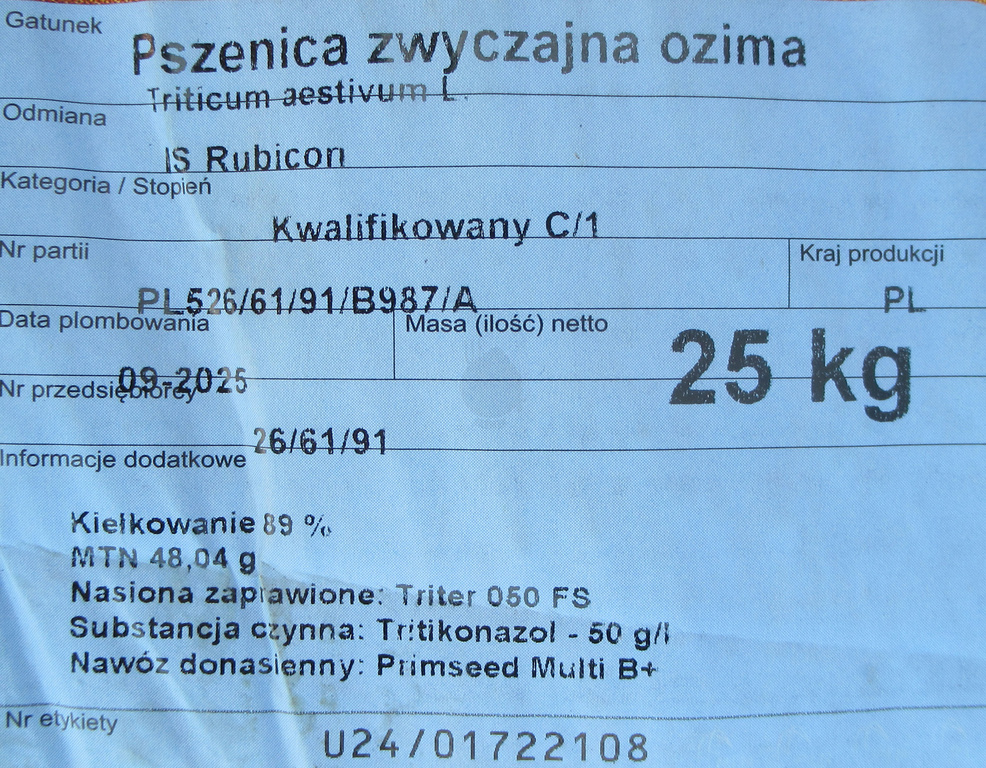 Gatunek
Pszenica zwyczajna ozima
Triticum aestivum L.
Odmiana
IS Rubicon
Kategoria / Stopień
Kwalifikowany C/1
Nr partii
Kraj produkcji
PL526/61/91/B987/A
PL
Data plombowania
Masa (ilość) netto
25 kg
09-2025
Nr przedsiębiorcy
26/61/91
Informacje dodatkowe
Kiełkowanie 89 %
MTN 48,04 g
Nasiona zaprawione: Triter 050 FS
Substancja czynna: Tritikonazol - 50 g/l
Nawóz donasienny: Primseed Multi B+
Nr etykiety
U24/01722108